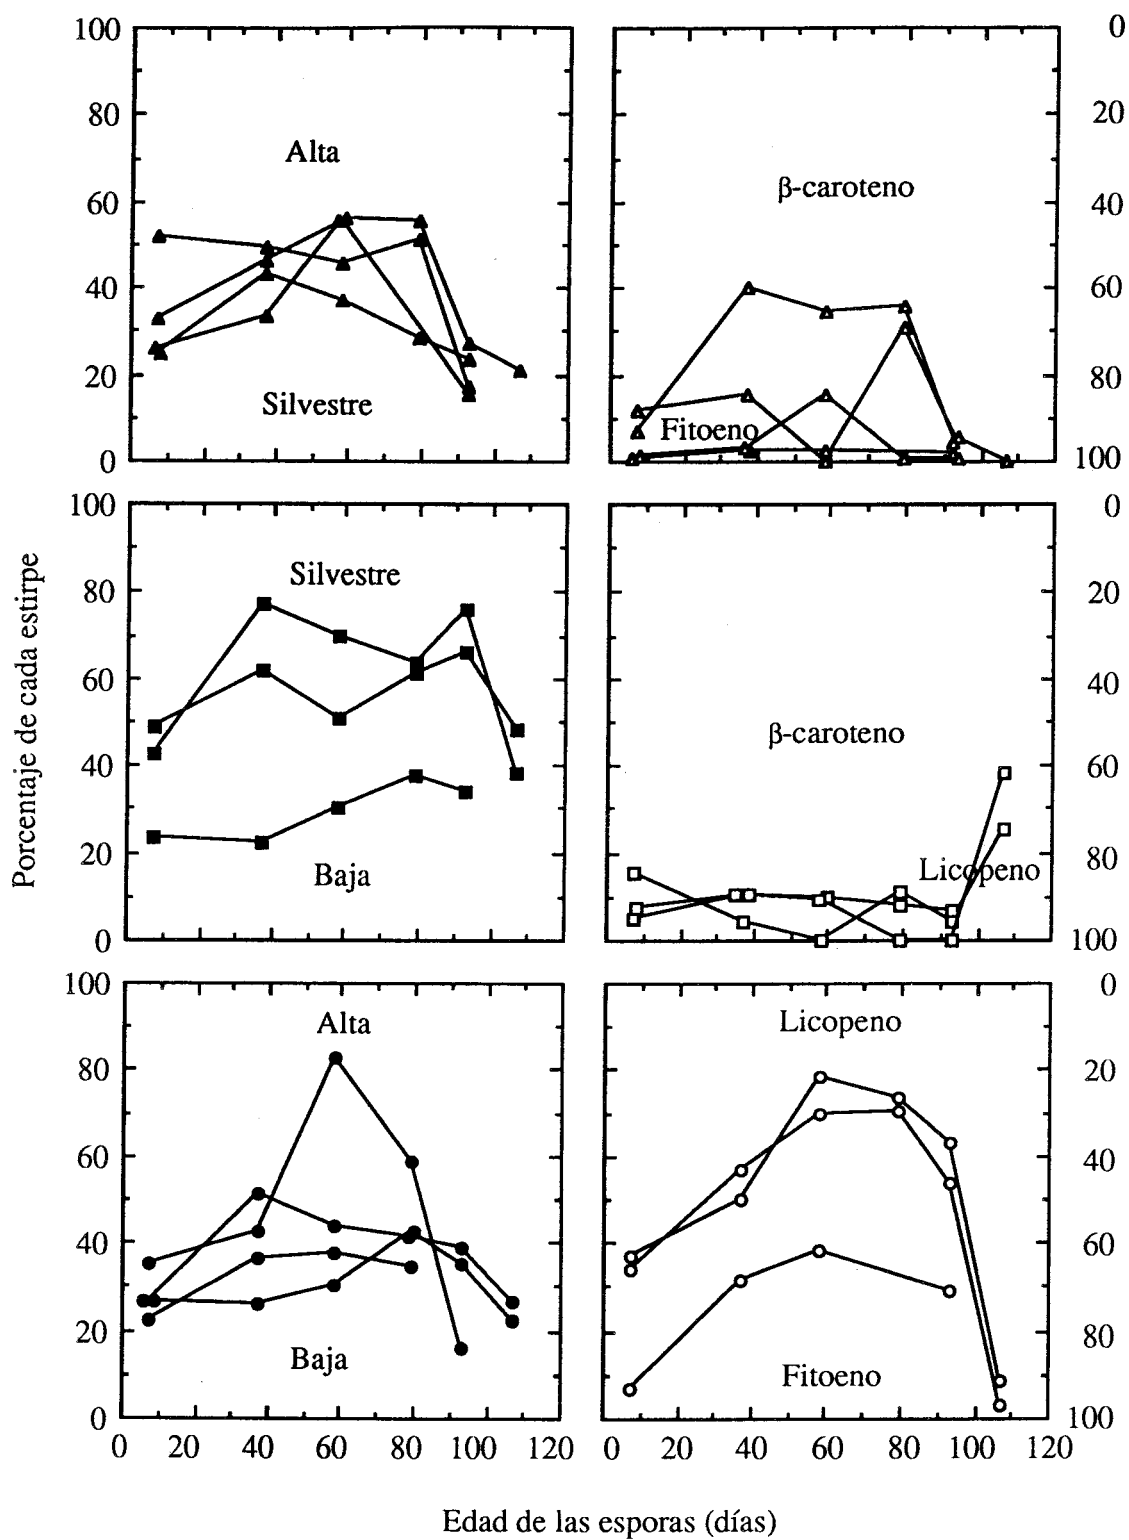 100 0
80 20
Alta
β-caroteno
60 40
40 60
20 80
Silvestre
Fitoeno
0 100
100 0
Silvestre
80 20
60 40
β-caroteno
40 60
20 80
Baja
Licopeno
0 100
Porcentaje de cada estirpe
100 0
Alta
Licopeno
80 20
60 40
40 60
20 80
Baja
Fitoeno
0 100
0 20 40 60 80 100 120 0 20 40 60 80 100 120
Edad de las esporas (días)